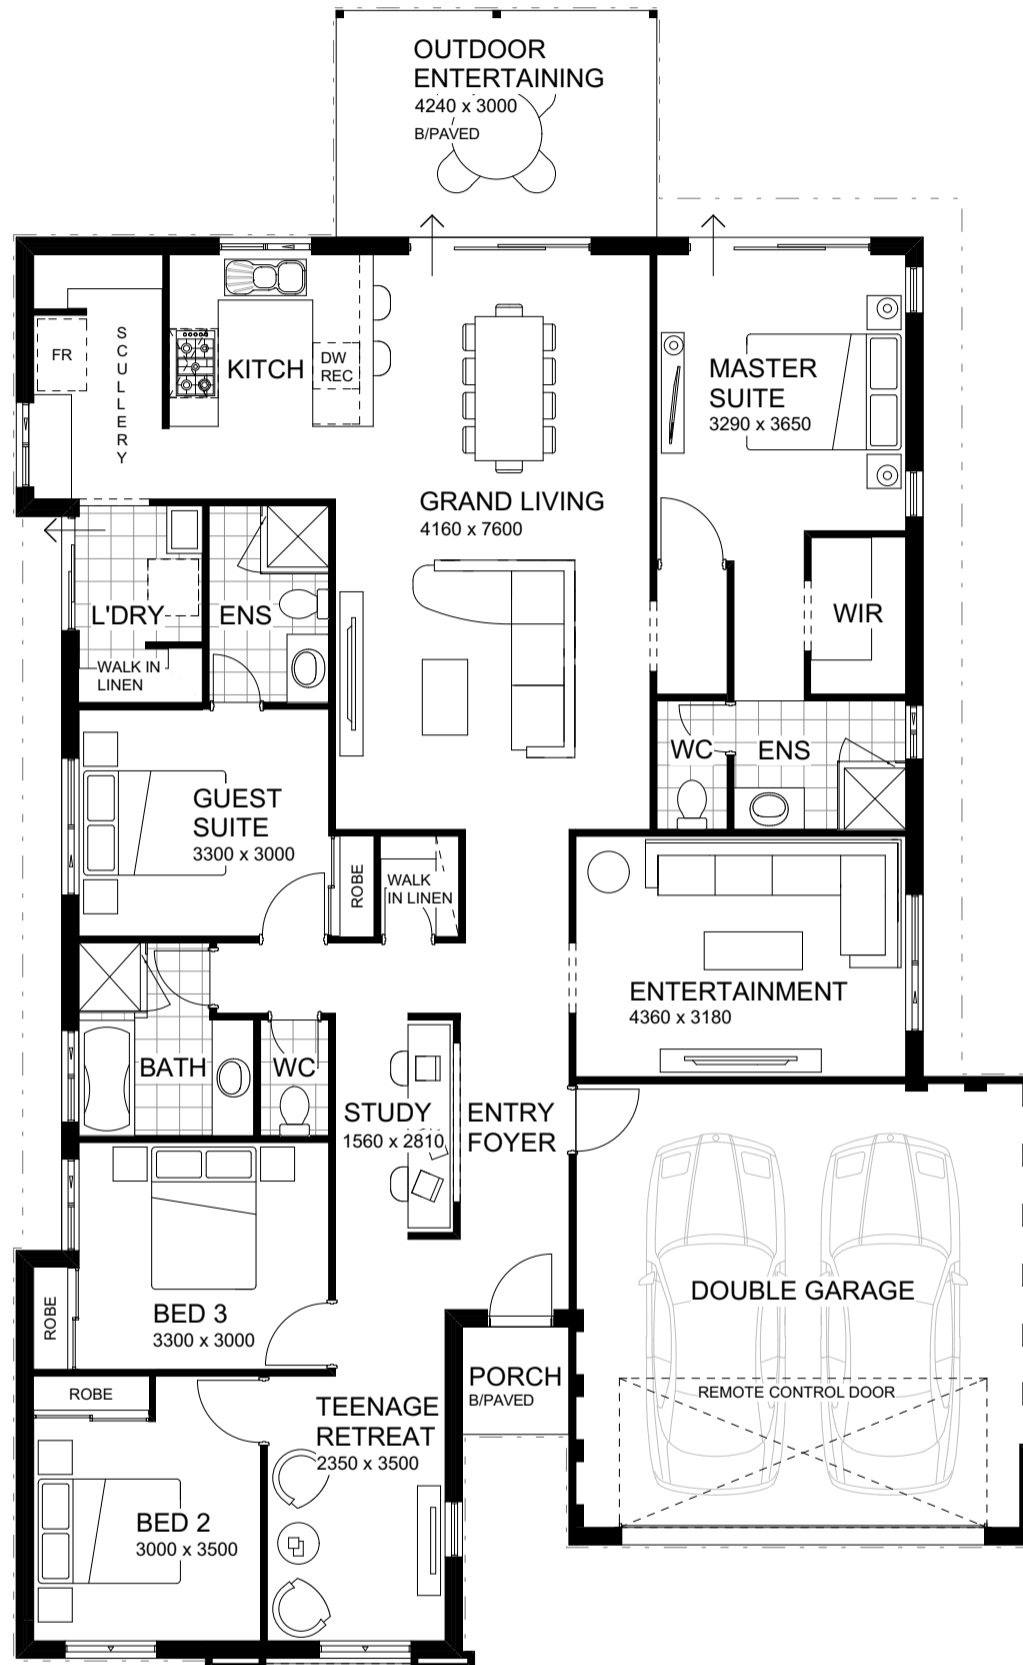 OUTDOOR
ENTERTAINING
4240 x 3000
B/PAVED
SCULLERY
FR
KITCH
DW
REC
MASTER
SUITE
3290 x 3650
GRAND LIVING
4160 x 7600
L'DRY
ENS
WIR
WALK IN
LINEN
WC
ENS
GUEST
SUITE
3300 x 3000
ROBE
WALK
IN LINEN
ENTERTAINMENT
4360 x 3180
BATH
WC
STUDY
1560 x 2810
ENTRY
FOYER
DOUBLE GARAGE
ROBE
BED 3
3300 x 3000
PORCH
B/PAVED
REMOTE CONTROL DOOR
ROBE
TEENAGE
RETREAT
2350 x 3500
BED 2
3000 x 3500